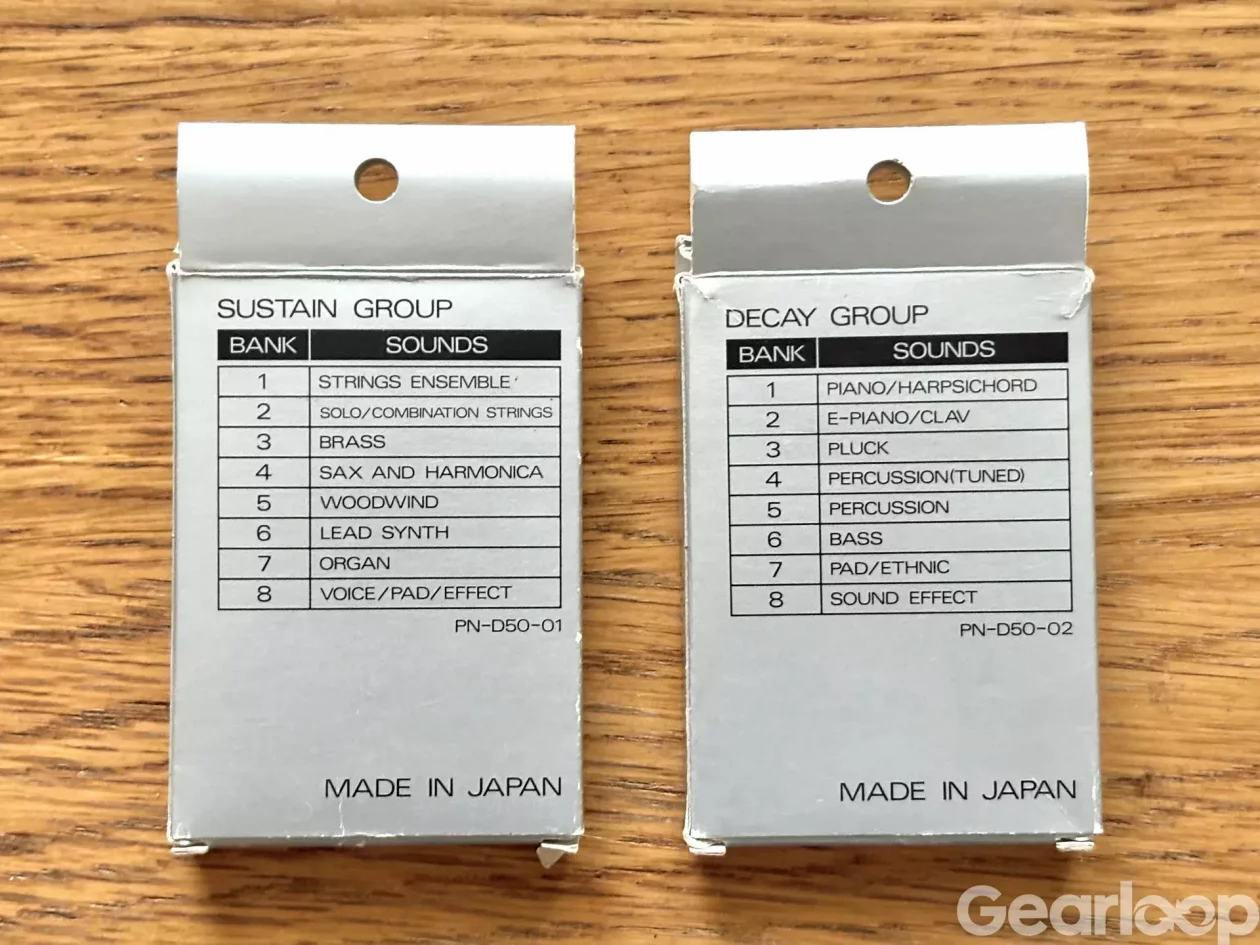 SUSTAIN GROUP
BANK SOUNDS
1 STRINGS ENSEMBLE
2 SOLO/COMBINATION STRINGS
3 BRASS
4 SAX AND HARMONICA
5 WOODWIND
6 LEAD SYNTH
7 ORGAN
8 VOICE/PAD/EFFECT
PN-D50-01
MADE IN JAPAN
DECAY GROUP
BANK SOUNDS
1 PIANO/HARPSICHORD
2 E-PIANO/CLAV
3 PLUCK
4 PERCUSSION(TUNED)
5 PERCUSSION
6 BASS
7 PAD/ETHNIC
8 SOUND EFFECT
PN-D50-02
MADE IN JAPAN
Gearloop